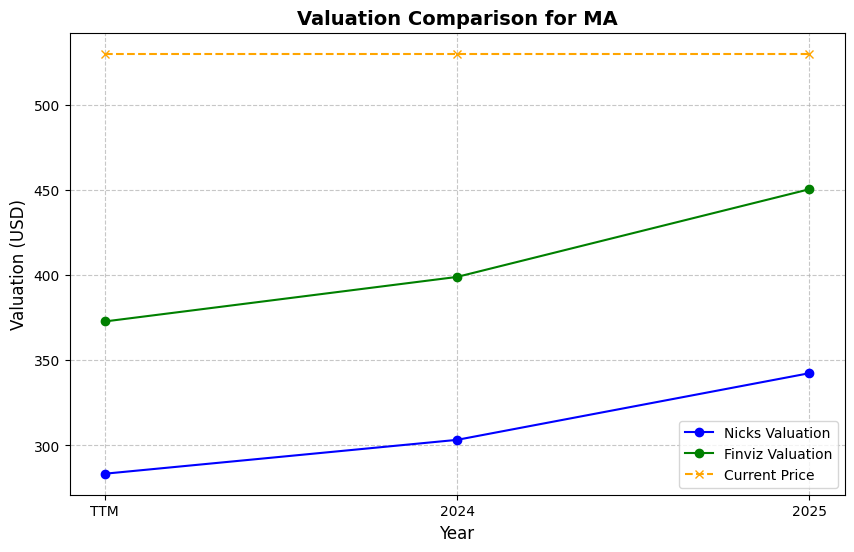 Valuation Comparison for MA
Valuation (USD)
500
450
400
350
300
TTM
2024
2025
Year
Nicks Valuation
Finviz Valuation
Current Price